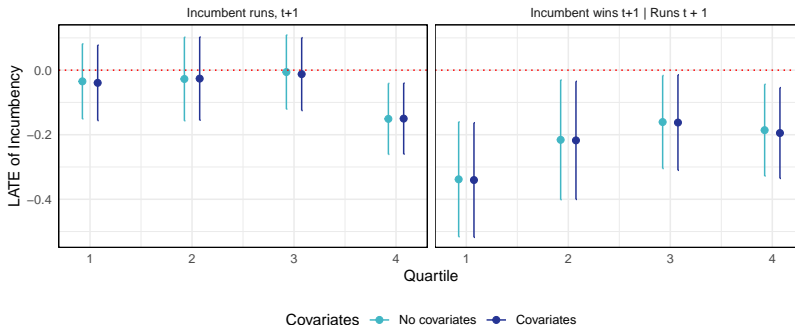 Incumbent runs, t+1
Incumbent wins t+1 | Runs t + 1
LATE of Incumbency
0.0
−0.2
−0.4
1 2 3 4
1 2 3 4
Quartile
Covariates No covariates Covariates